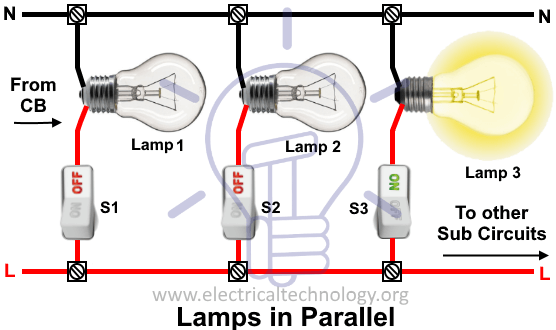 N
N
From
CB
Lamp 1
Lamp 2
Lamp 3
OFF
ON
S1
OFF
ON
S2
S3
ON
OFF
To other
Sub Circuits
L
L
www.electricaltechnology.org
Lamps in Parallel